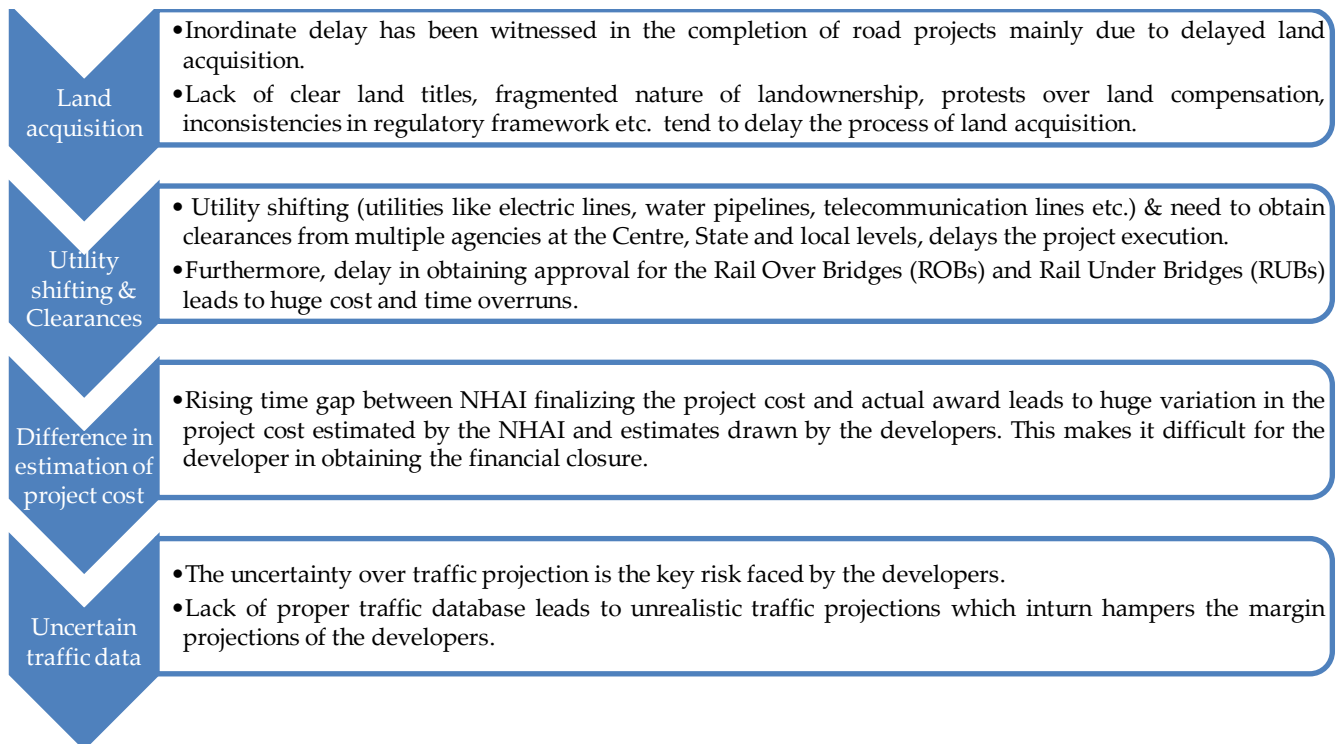 Land
acquisition
•Inordinate delay has been witnessed in the completion of road projects mainly due to delayed land
acquisition.
•Lack of clear land titles, fragmented nature of landownership, protests over land compensation,
inconsistencies in regulatory framework etc. tend to delay the process of land acquisition.
Utility
shifting &
Clearances
• Utility shifting (utilities like electric lines, water pipelines, telecommunication lines etc.) & need to obtain
clearances from multiple agencies at the Centre, State and local levels, delays the project execution.
•Furthermore, delay in obtaining approval for the Rail Over Bridges (ROBs) and Rail Under Bridges (RUBs)
leads to huge cost and time overruns.
Difference in
estimation of
project cost
•Rising time gap between NHAI finalizing the project cost and actual award leads to huge variation in the
project cost estimated by the NHAI and estimates drawn by the developers. This makes it difficult for the
developer in obtaining the financial closure.
Uncertain
traffic data
•The uncertainty over traffic projection is the key risk faced by the developers.
•Lack of proper traffic database leads to unrealistic traffic projections which inturn hampers the margin
projections of the developers.